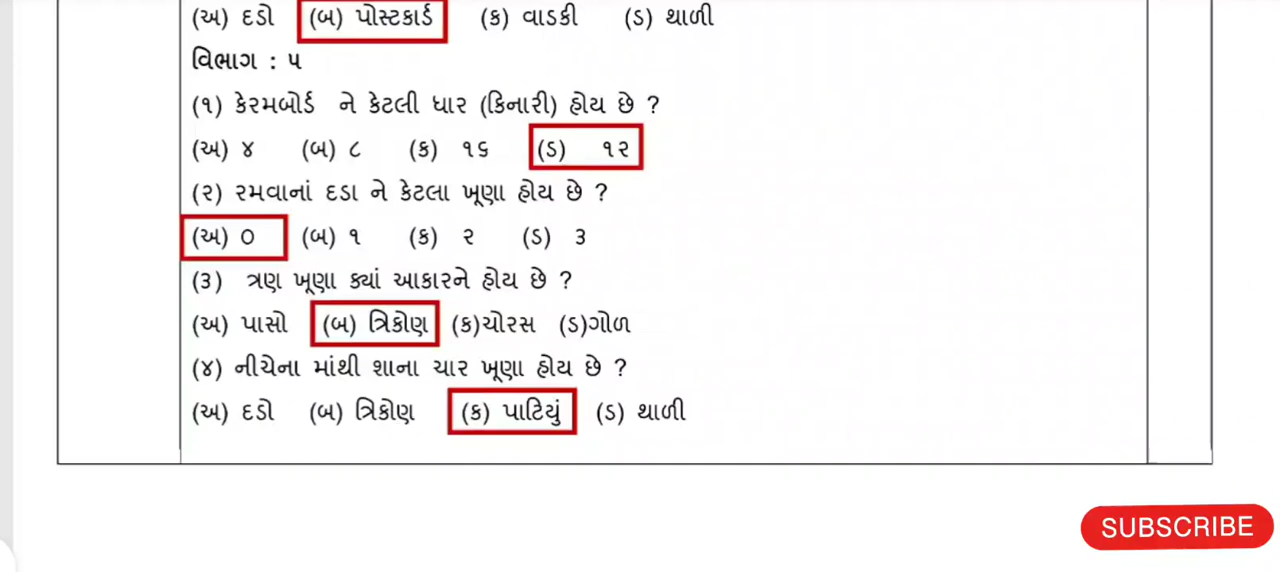 (અ) દડો (બ) પોસ્ટકાર્ડ (ક) વાડકી (ડ) થાળી
વિભાગ : ૫
(૧) કેરમબોર્ડ ને કેટલી ધાર (કિનારી) હોય છે ?
(અ) ૪ (બ) ૮ (ક) ૧૬ (ડ) ૧૨
(૨) રમવાનાં દડા ને કેટલા ખૂણા હોય છે ?
(અ) ૦ (બ) ૧ (ક) ૨ (ડ) ૩
(૩) ત્રણ ખૂણા ક્યાં આકારને હોય છે ?
(અ) પાસો (બ) ત્રિકોણ (ક)ચોરસ (ડ)ગોળ
(૪) નીચેના માંથી શાના ચાર ખૂણા હોય છે ?
(અ) દડો (બ) ત્રિકોણ (ક) પાટિયું (ડ) થાળી
SUBSCRIBE